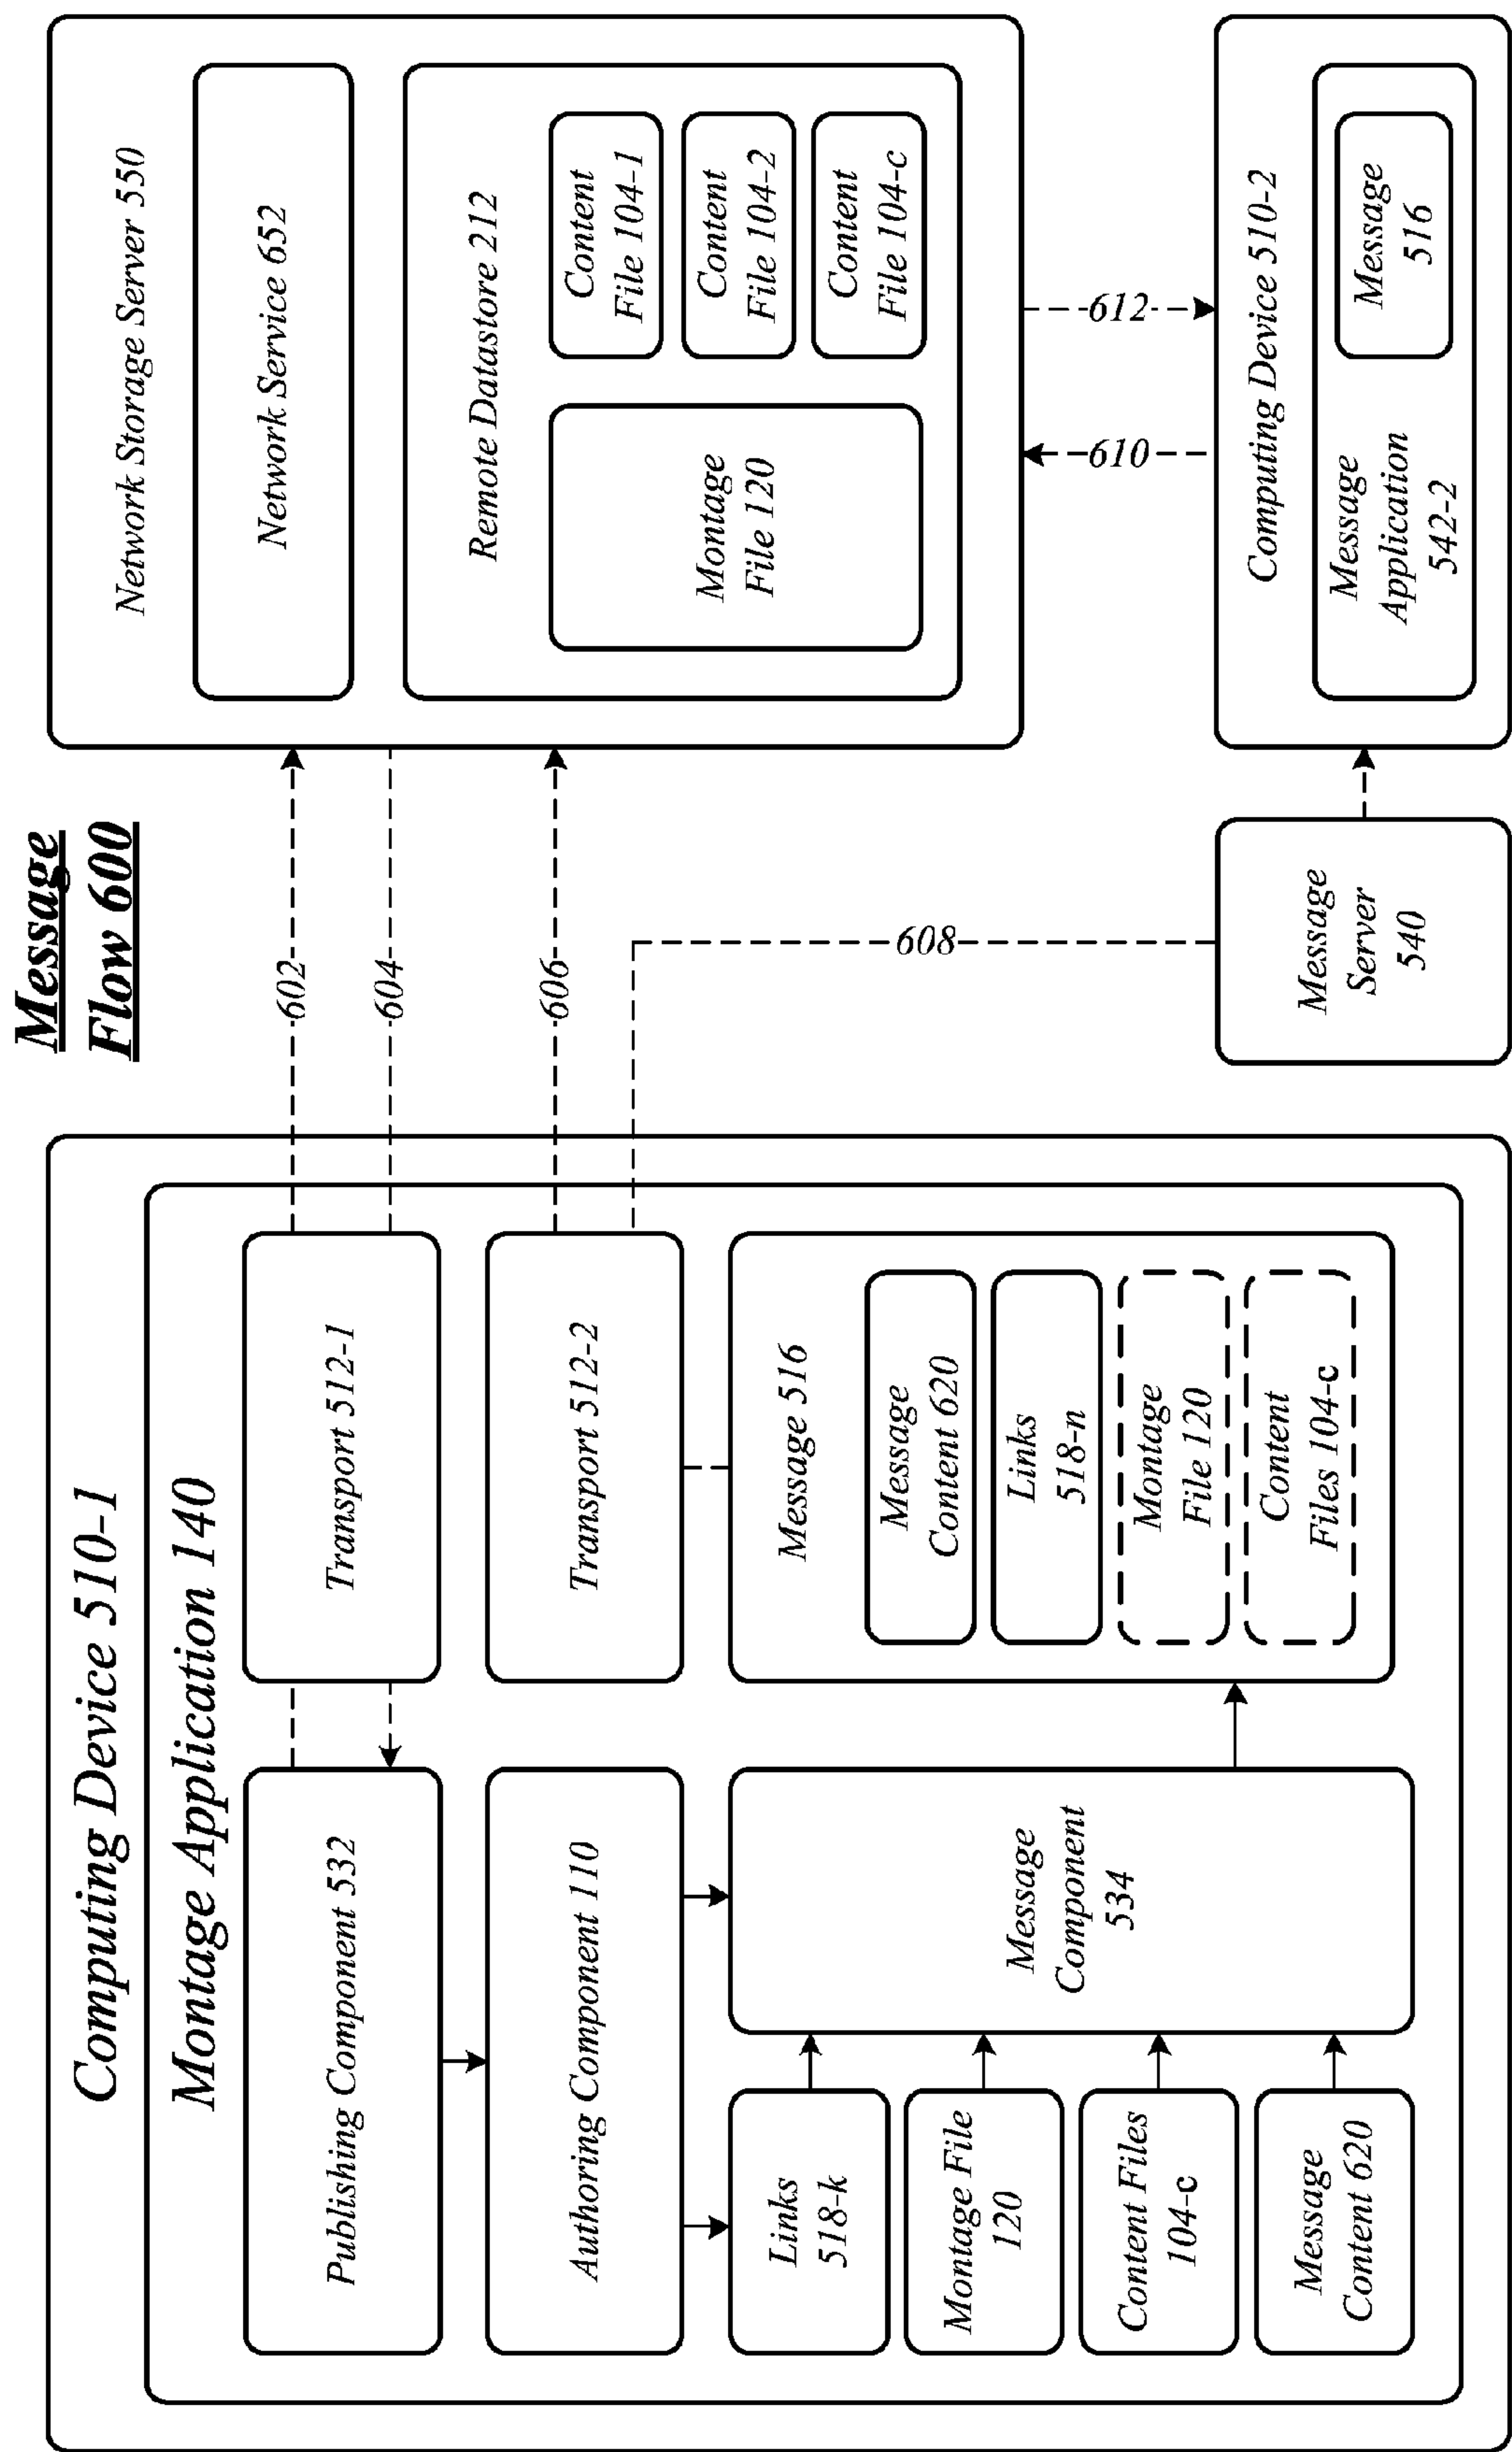 Message
Flow 600
Computing Device 510-1
Montage Application 140
Publishing Component 532
Transport 512-1
Authoring Component 110
Transport 512-2
Links
518-k
Montage File
120
Content Files
104-c
Message
Content 620
Message
Component
534
Message 516
Message
Content 620
Links
518-n
Montage
File 120
Content
Files 104-c
602
604
606
608
Network Storage Server 550
Network Service 652
Remote Datastore 212
Montage
File 120
Content
File 104-1
Content
File 104-2
Content
File 104-c
610
612
Message
Server
540
Computing Device 510-2
Message
Application
542-2
Message
516